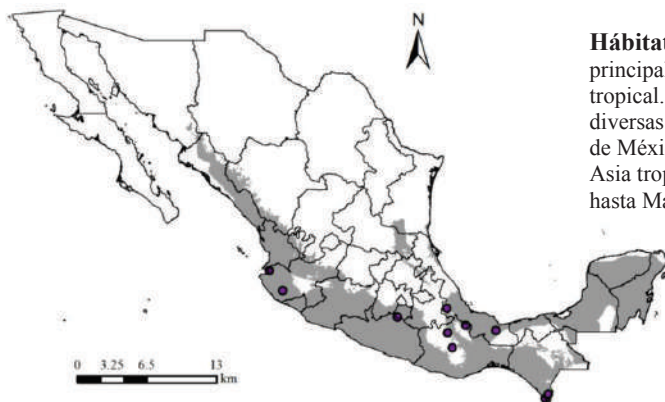 N
Hábitat
principal
tropical.
diversas
de Méxi
Asia trop
hasta Ma
0 3.25 6.5 13
km